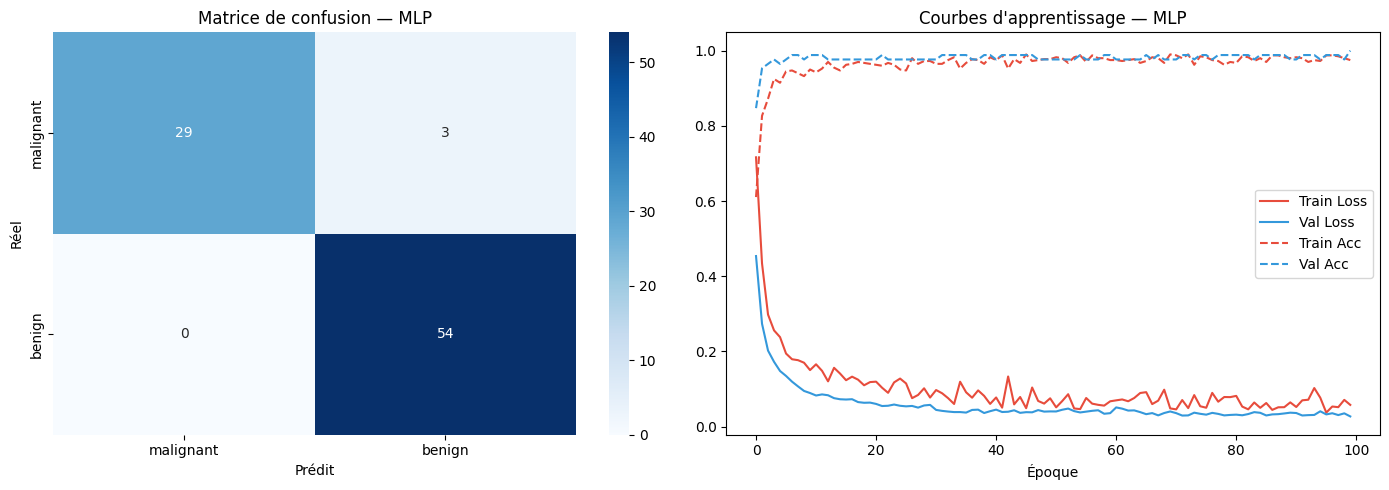 Matrice de confusion — MLP
malignant
benign
Réel
29
3
0
54
malignant
benign
Prédit
50
40
30
20
10
0
Courbes d'apprentissage — MLP
1.0
0.8
0.6
0.4
0.2
0.0
0
20
40
60
80
100
Époque
Train Loss
Val Loss
Train Acc
Val Acc